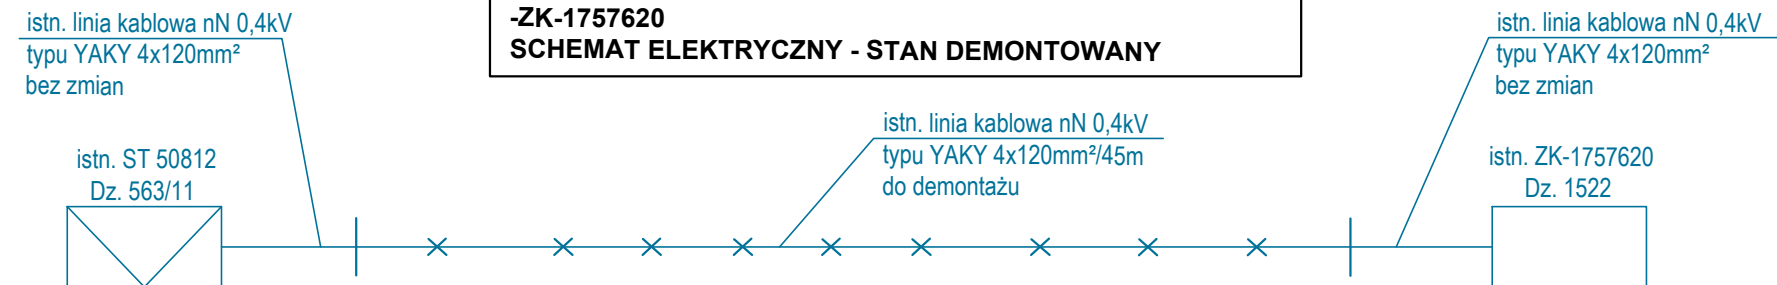 -ZK-1757620
SCHEMAT ELEKTRYCZNY - STAN DEMONTOWANY
istn. linia kablowa nN 0,4kV
typu YAKY 4x120mm²
bez zmian
istn. ST 50812
Dz. 563/11
istn. linia kablowa nN 0,4kV
typu YAKY 4x120mm²/45m
do demontażu
istn. linia kablowa nN 0,4kV
typu YAKY 4x120mm²
bez zmian
istn. ZK-1757620
Dz. 1522